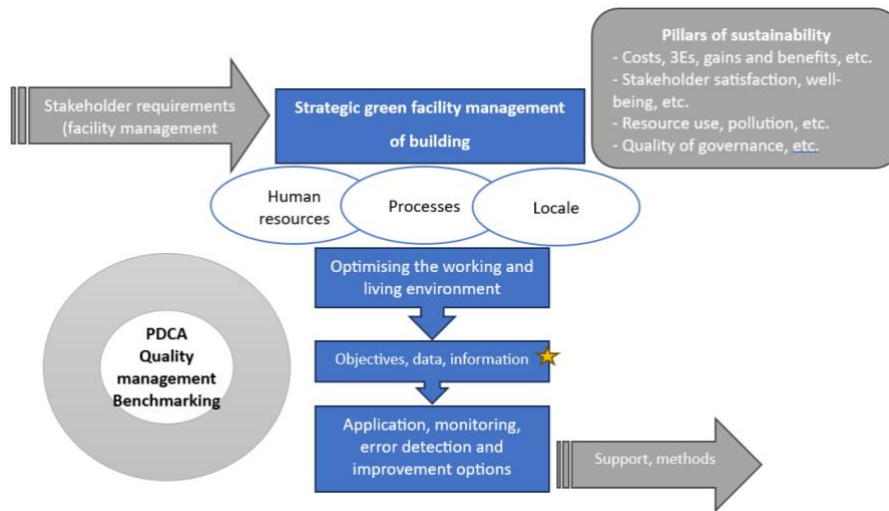 Stakeholder requirements
(facility management
Strategic green facility management
of building
Pillars of sustainability
- Costs, 3Es, gains and benefits, etc.
- Stakeholder satisfaction, well-
being, etc.
- Resource use, pollution, etc.
- Quality of governance, etc.
Human
resources
Processes
Locale
Optimising the working and
living environment
PDCA
Quality
management
Benchmarking
Objectives, data, information
Application, monitoring,
error detection and
improvement options
Support, methods